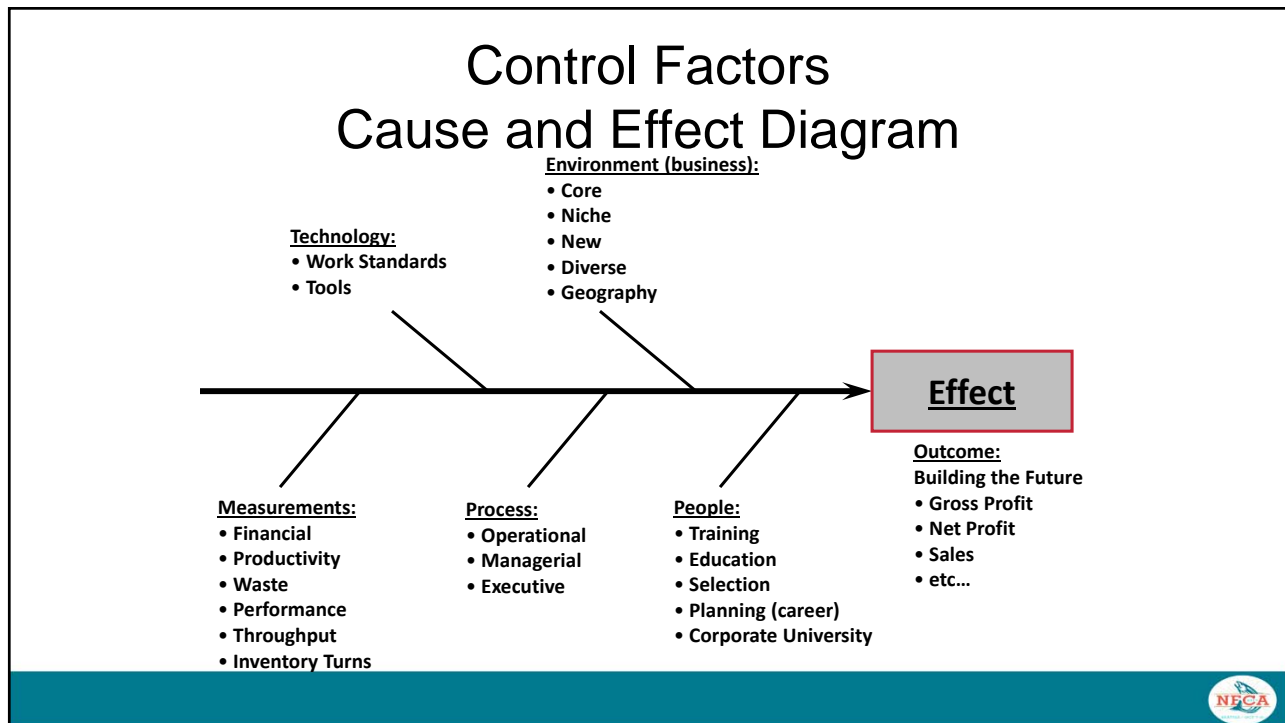 Control Factors
Cause and Effect Diagram
Environment (business):
• Core
• Niche
• New
• Diverse
• Geography
Technology:
• Work Standards
• Tools
Effect
Outcome:
Building the Future
• Gross Profit
• Net Profit
• Sales
• etc...
Measurements:
• Financial
• Productivity
• Waste
• Performance
• Throughput
• Inventory Turns
Process:
• Operational
• Managerial
• Executive
People:
• Training
• Education
• Selection
• Planning (career)
• Corporate University
NECA